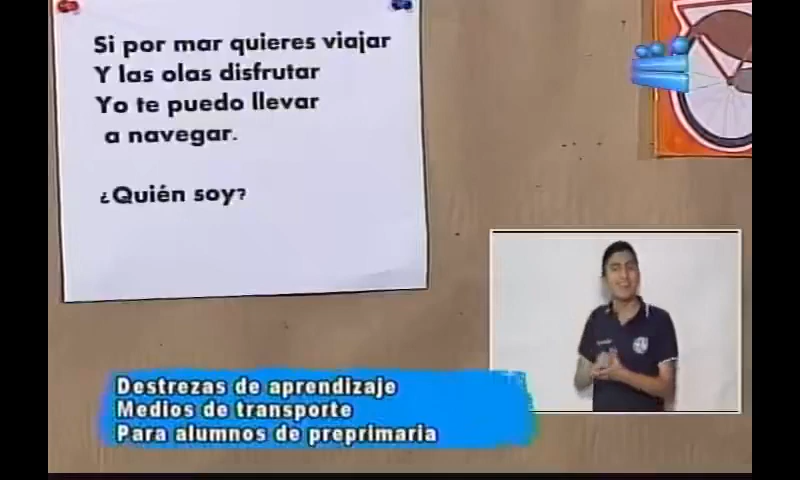 Si por mar quieres viajar
Y las olas disfrutar
Yo te puedo llevar
a navegar.
¿Quién soy?
Destrezas de aprendizaje
Medios de transporte
Para alumnos de preprimaria